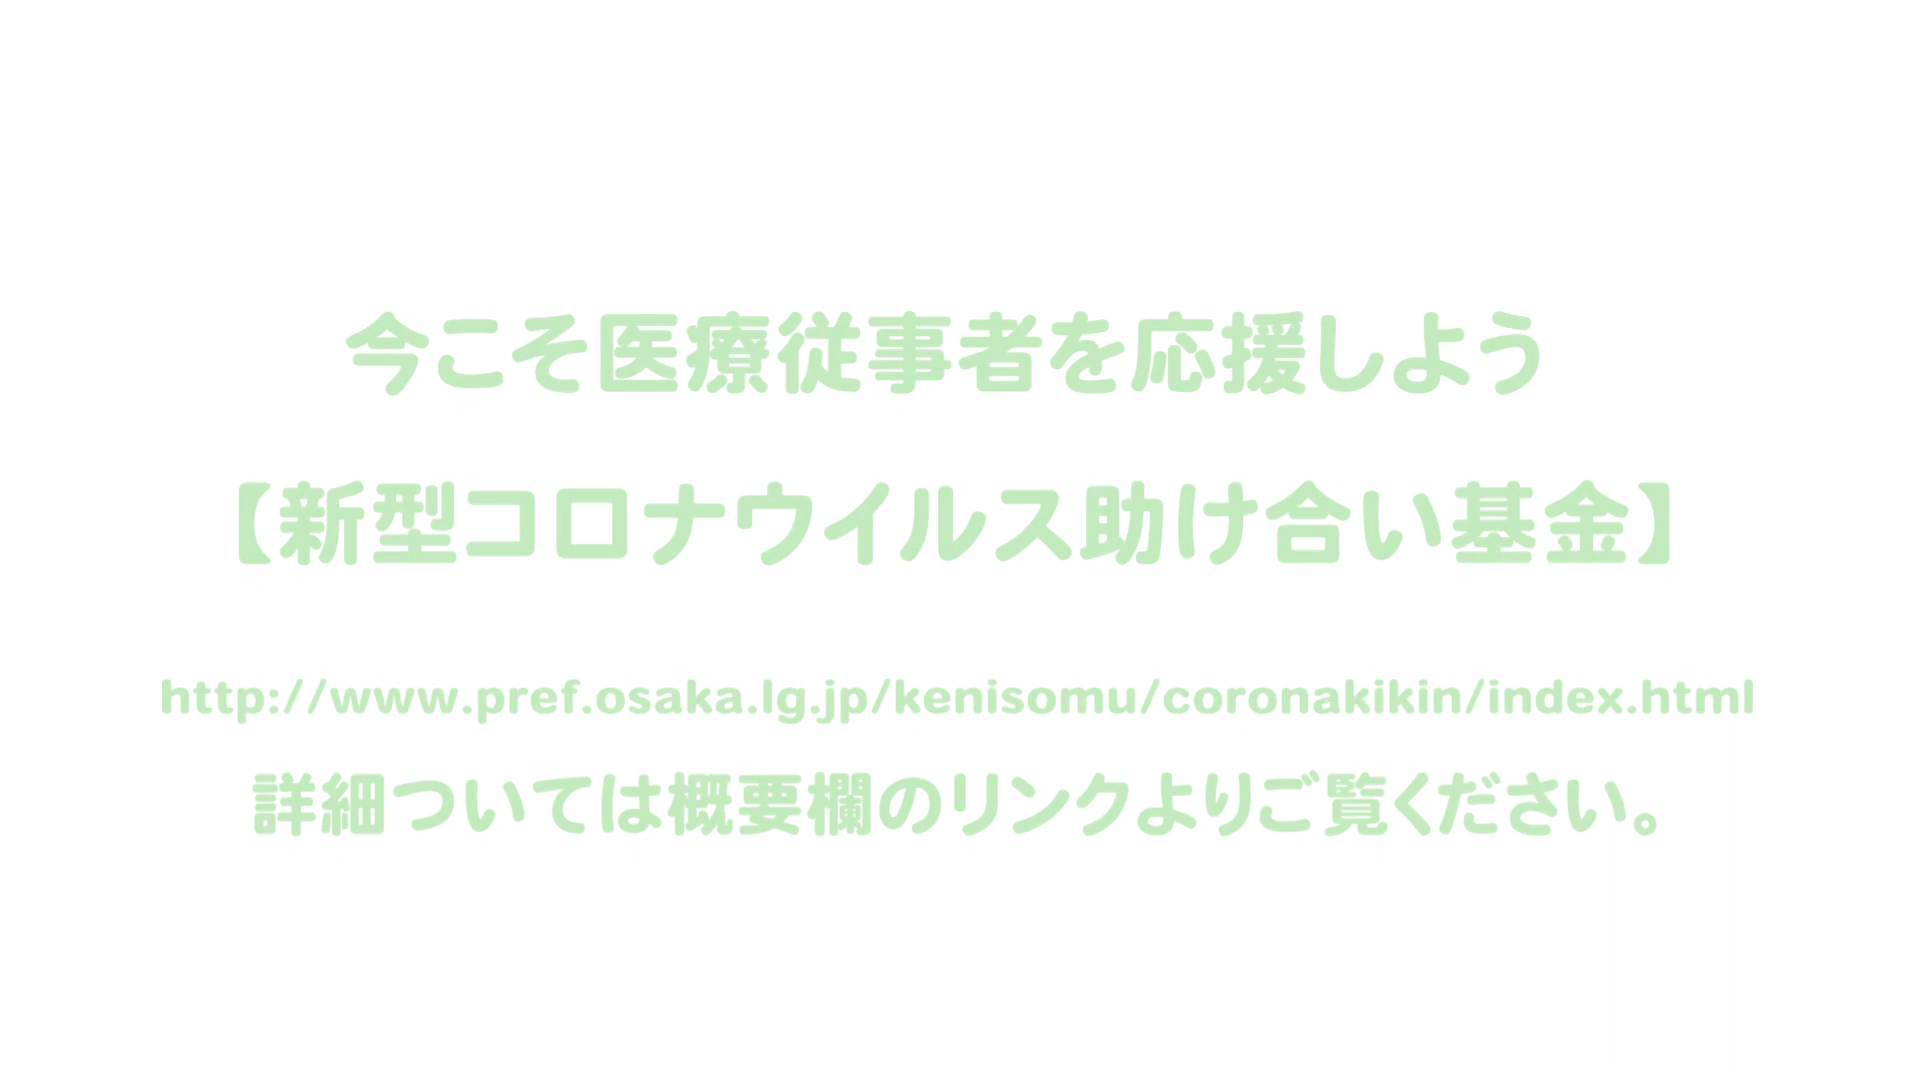 今こそ医療従事者を応援しよう
【新型コロナウイルス助け合い基金】
http://www.pref.osaka.lg.jp/kenisomu/coronakikin/index.html
詳細ついては概要欄のリンクよりご覧ください。